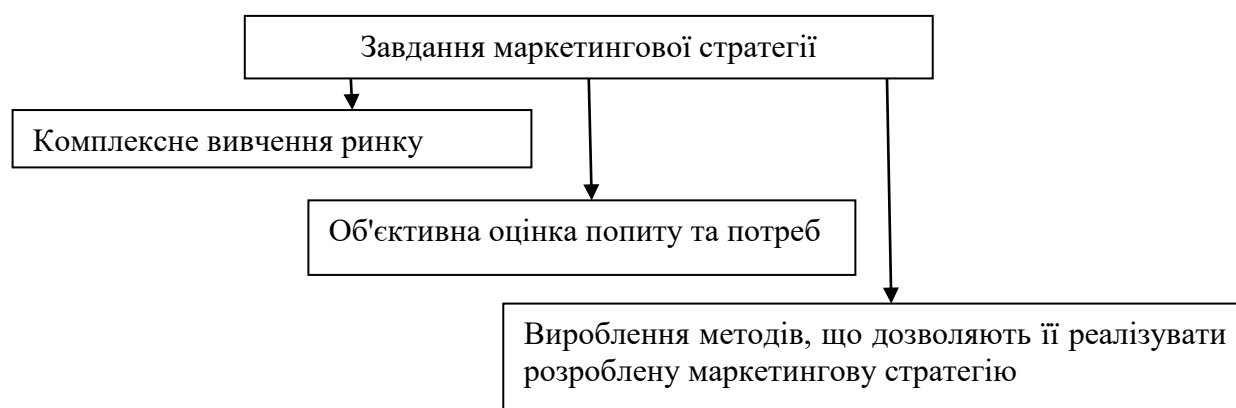 Завдання маркетингової стратегії
Комплексне вивчення ринку
Об'єктивна оцінка попиту та потреб
Вироблення методів, що дозволяють її реалізувати
розроблену маркетингову стратегію